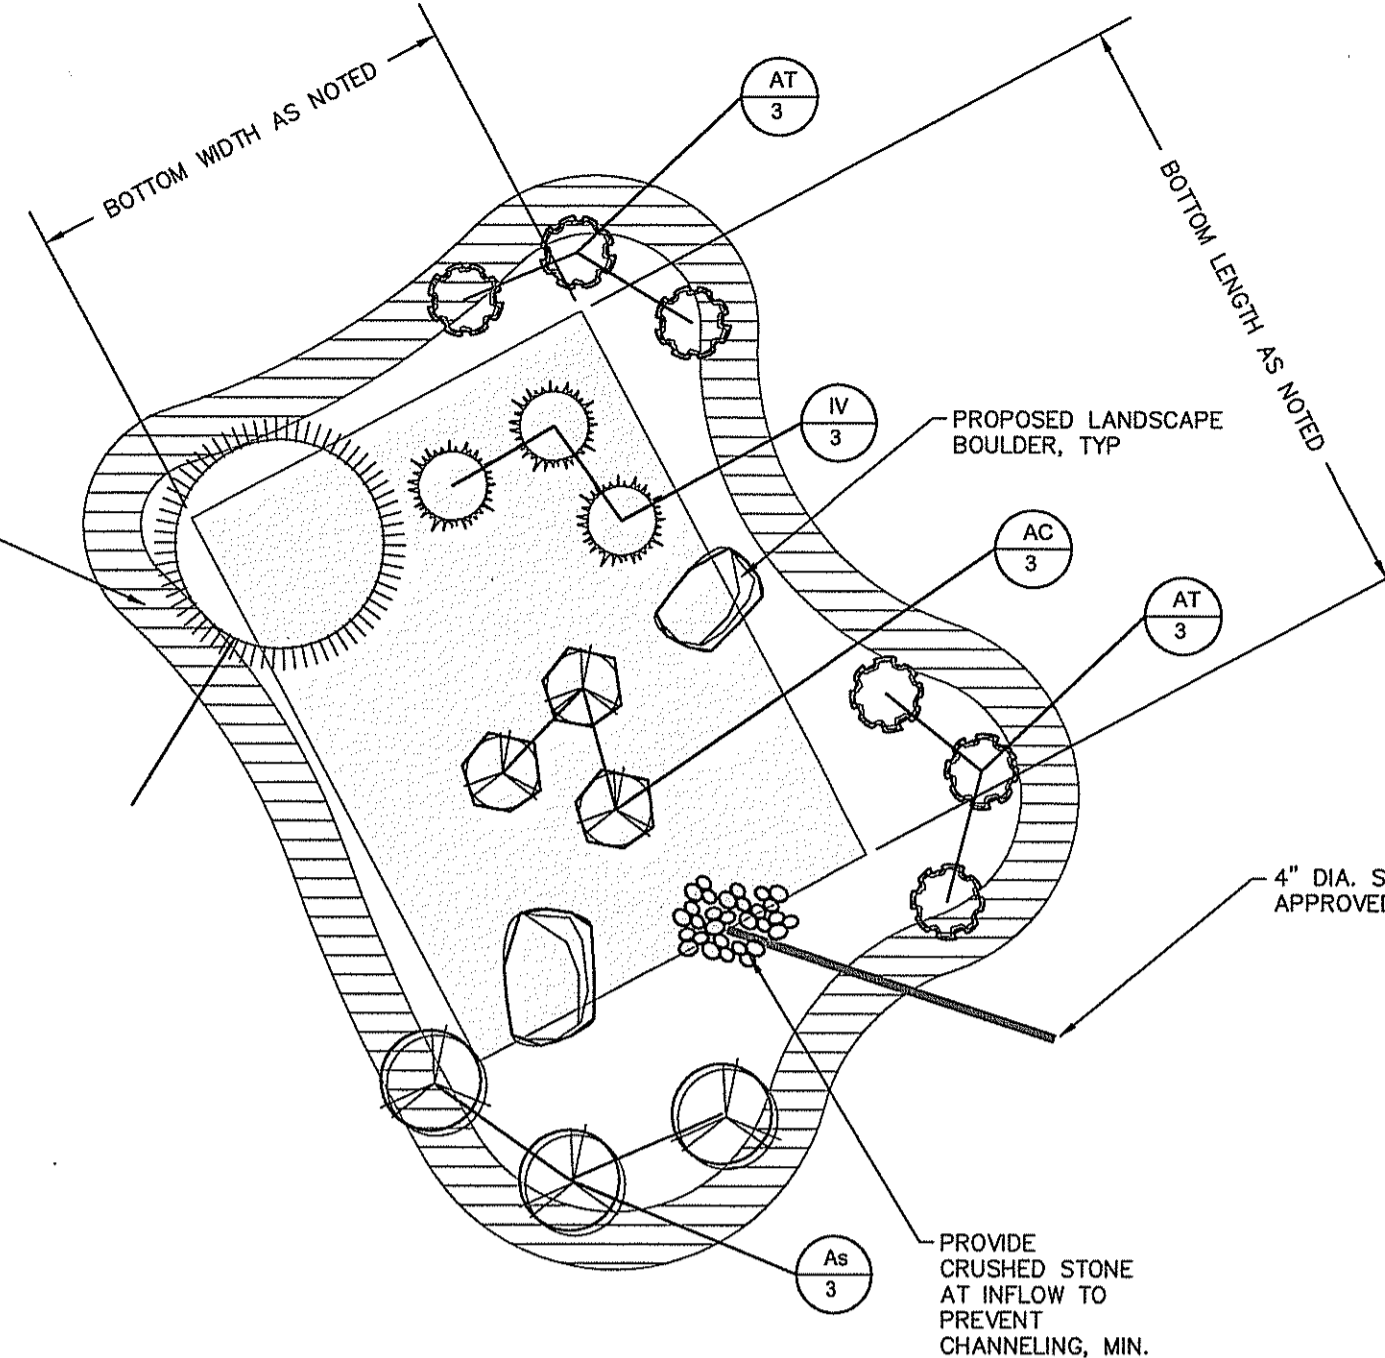 BOTTOM WIDTH AS NOTED
AT
3
BOTTOM LENGTH AS NOTED
IV
3
PROPOSED LANDSCAPE
BOULDER, TYP
AC
3
AT
3
4" DIA. S
APPROVED
As
3
PROVIDE
CRUSHED STONE
AT INFLOW TO
PREVENT
CHANNELING, MIN.